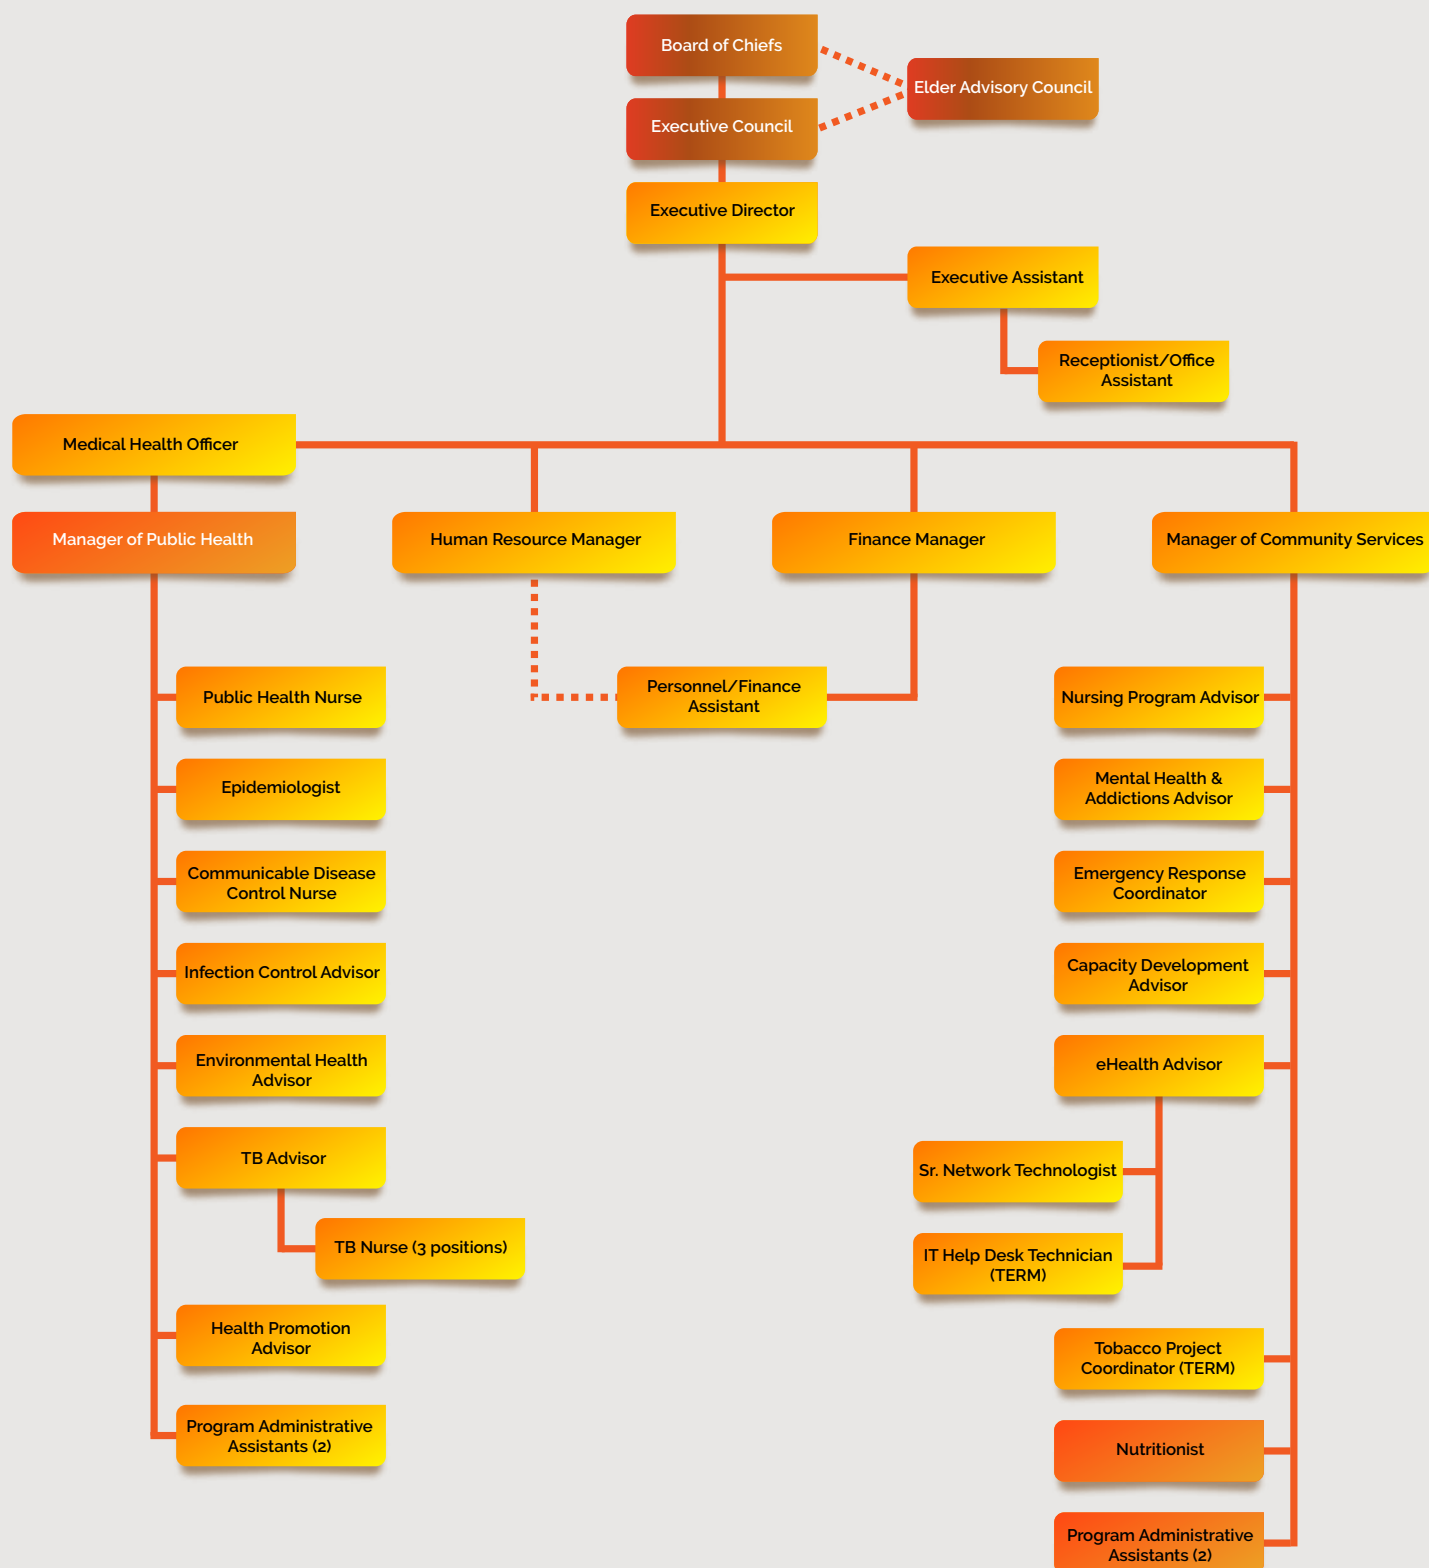 Board of Chiefs
Elder Advisory Council
Executive Council
Executive Director
Executive Assistant
Receptionist/Office
Assistant
Medical Health Officer
Manager of Public Health
Human Resource Manager
Finance Manager
Manager of Community Services
Public Health Nurse
Epidemiologist
Communicable Disease
Control Nurse
Infection Control Advisor
Environmental Health
Advisor
TB Advisor
TB Nurse (3 positions)
Health Promotion
Advisor
Program Administrative
Assistants (2)
Personnel/Finance
Assistant
Nursing Program Advisor
Mental Health &
Addictions Advisor
Emergency Response
Coordinator
Capacity Development
Advisor
eHealth Advisor
Sr. Network Technologist
IT Help Desk Technician
(TERM)
Tobacco Project
Coordinator (TERM)
Nutritionist
Program Administrative
Assistants (2)